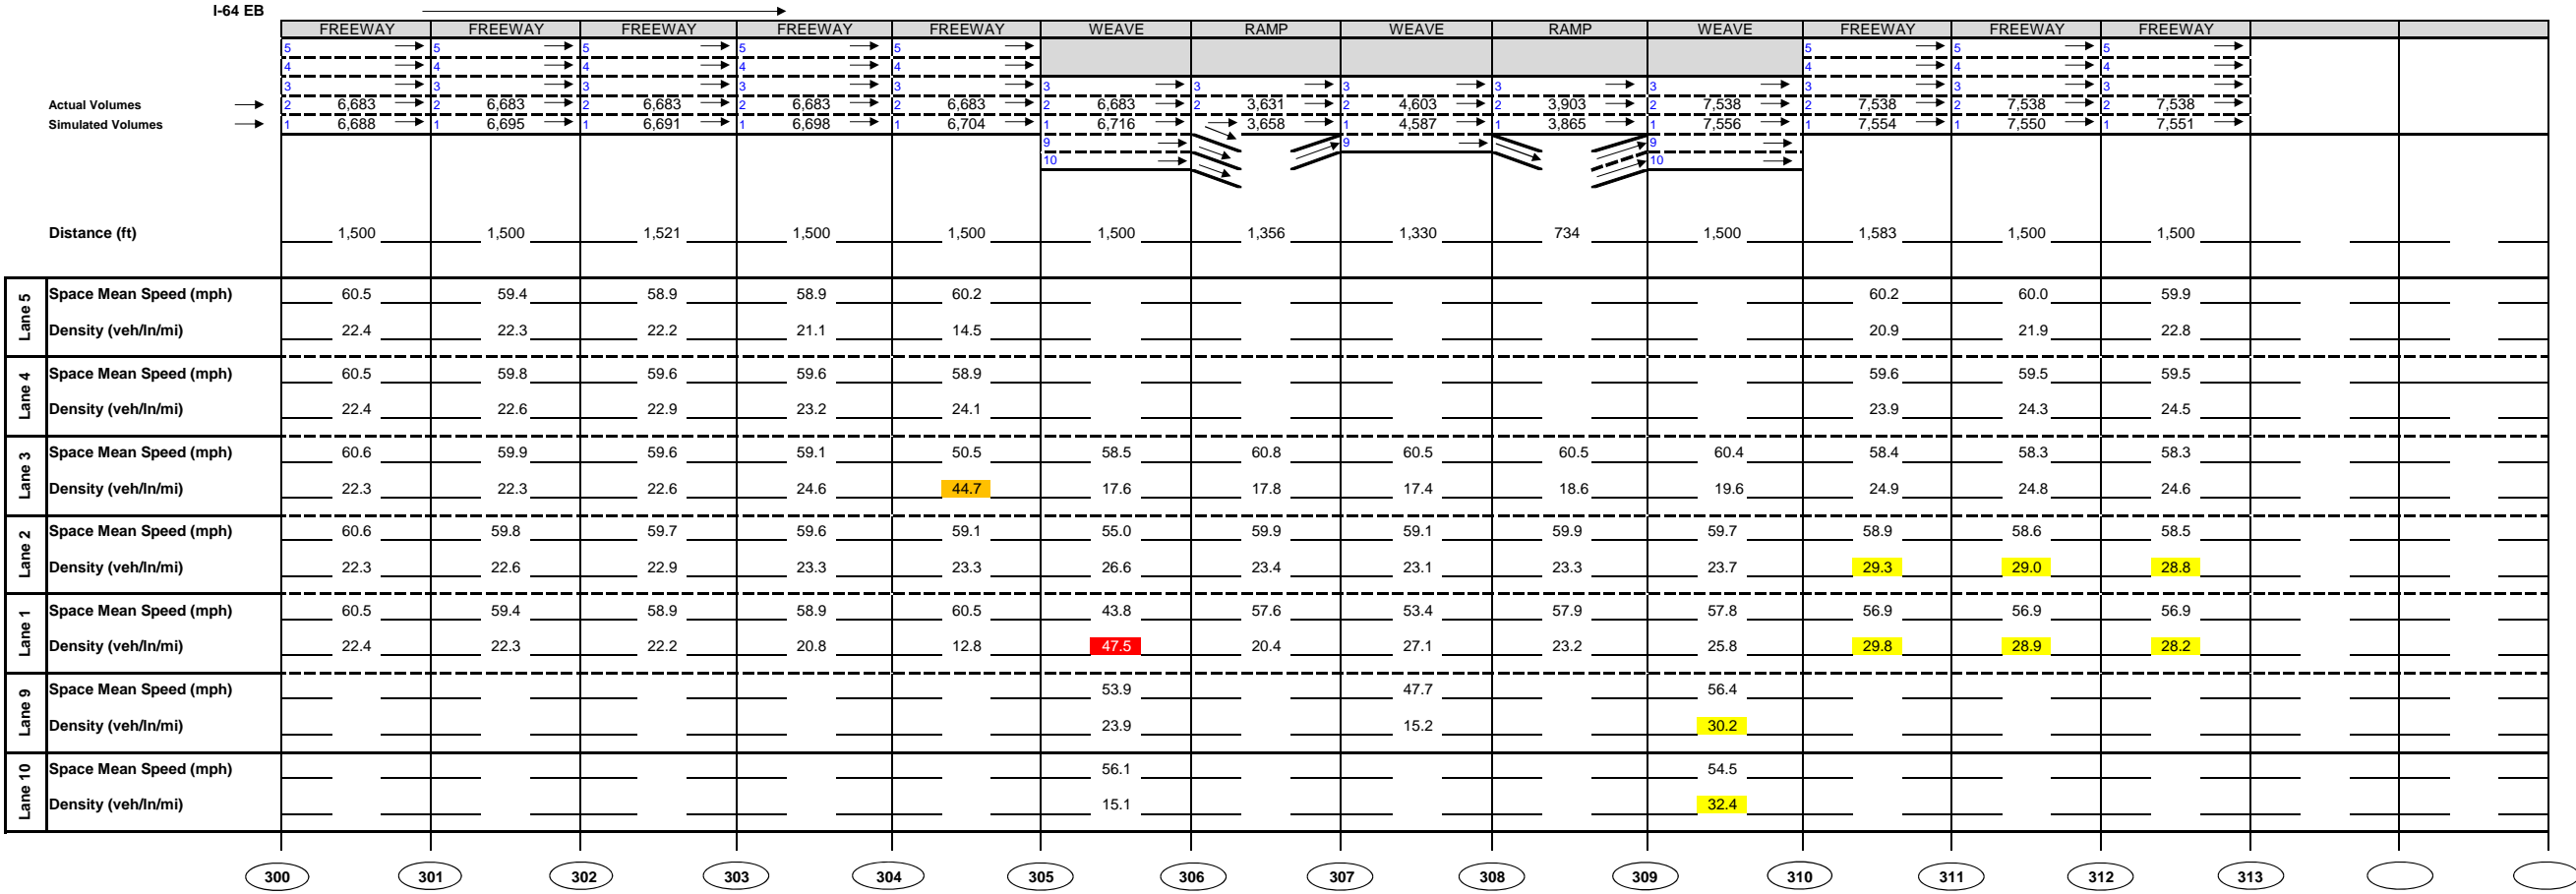 I-64 EB
FREEWAY FREEWAY FREEWAY FREEWAY FREEWAY WEAVE RAMP WEAVE RAMP WEAVE FREEWAY FREEWAY FREEWAY
5 5 5 5 5 5 5 5
4 4 4 4 4 4 4 4
3 3 3 3 3 3 3 3 3 3 3 3 3
Actual Volumes 2 6,683 2 6,683 2 6,683 2 6,683 2 6,683 2 6,683 2 3,631 2 4,603 2 3,903 2 7,538 2 7,538 2 7,538 2 7,538
Simulated Volumes 1 6,688 1 6,695 1 6,691 1 6,698 1 6,704 1 6,716 3,658 1 4,587 1 3,865 1 7,556 1 7,554 1 7,550 1 7,551
9 9 9
10 10
Distance (ft) 1,500 1,500 1,521 1,500 1,500 1,500 1,356 1,330 734 1,500 1,583 1,500 1,500
Lane 5
Space Mean Speed (mph) 60.5 59.4 58.9 58.9 60.2 60.2 60.0 59.9
Density (veh/ln/mi) 22.4 22.3 22.2 21.1 14.5 20.9 21.9 22.8
Lane 4
Space Mean Speed (mph) 60.5 59.8 59.6 59.6 58.9 59.6 59.5 59.5
Density (veh/ln/mi) 22.4 22.6 22.9 23.2 24.1 23.9 24.3 24.5
Lane 3
Space Mean Speed (mph) 60.6 59.9 59.6 59.1 50.5 58.5 60.8 60.5 60.5 60.4 58.4 58.3 58.3
Density (veh/ln/mi) 22.3 22.3 22.6 24.6 44.7 17.6 17.8 17.4 18.6 19.6 24.9 24.8 24.6
Lane 2
Space Mean Speed (mph) 60.6 59.8 59.7 59.6 59.1 55.0 59.9 59.1 59.9 59.7 58.9 58.6 58.5
Density (veh/ln/mi) 22.3 22.6 22.9 23.3 23.3 26.6 23.4 23.1 23.3 23.7 29.3 29.0 28.8
Lane 1
Space Mean Speed (mph) 60.5 59.4 58.9 58.9 60.5 43.8 57.6 53.4 57.9 57.8 56.9 56.9 56.9
Density (veh/ln/mi) 22.4 22.3 22.2 20.8 12.8 47.5 20.4 27.1 23.2 25.8 29.8 28.9 28.2
Lane 9
Space Mean Speed (mph) 53.9 47.7 56.4
Density (veh/ln/mi) 23.9 15.2 30.2
Lane 10
Space Mean Speed (mph) 56.1 54.5
Density (veh/ln/mi) 15.1 32.4
300 301 302 303 304 305 306 307 308 309 310 311 312 313